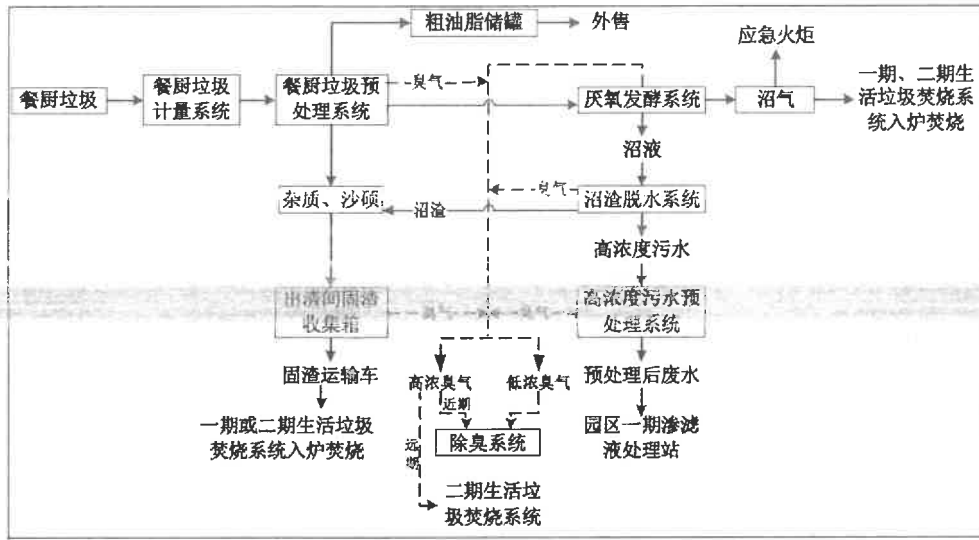 粗油脂储罐
外售
应急火炬
餐厨垃圾
餐厨垃圾
计量系统
餐厨垃圾预
处理系统
臭气
厌氧发酵系统
沼气
一期、二期生
活垃圾焚烧系
统入炉焚烧
沼液
杂质、沙砾
沼渣
臭气
沼渣脱水系统
高浓度污水
出渣间固渣
收集箱
臭气
臭气
高浓度污水预
处理系统
固渣运输车
高浓臭气
低浓臭气
预处理后废水
近期
一期或二期生活垃圾
焚烧系统入炉焚烧
远期
除臭系统
园区一期渗滤
液处理站
二期生活垃
圾焚烧系统